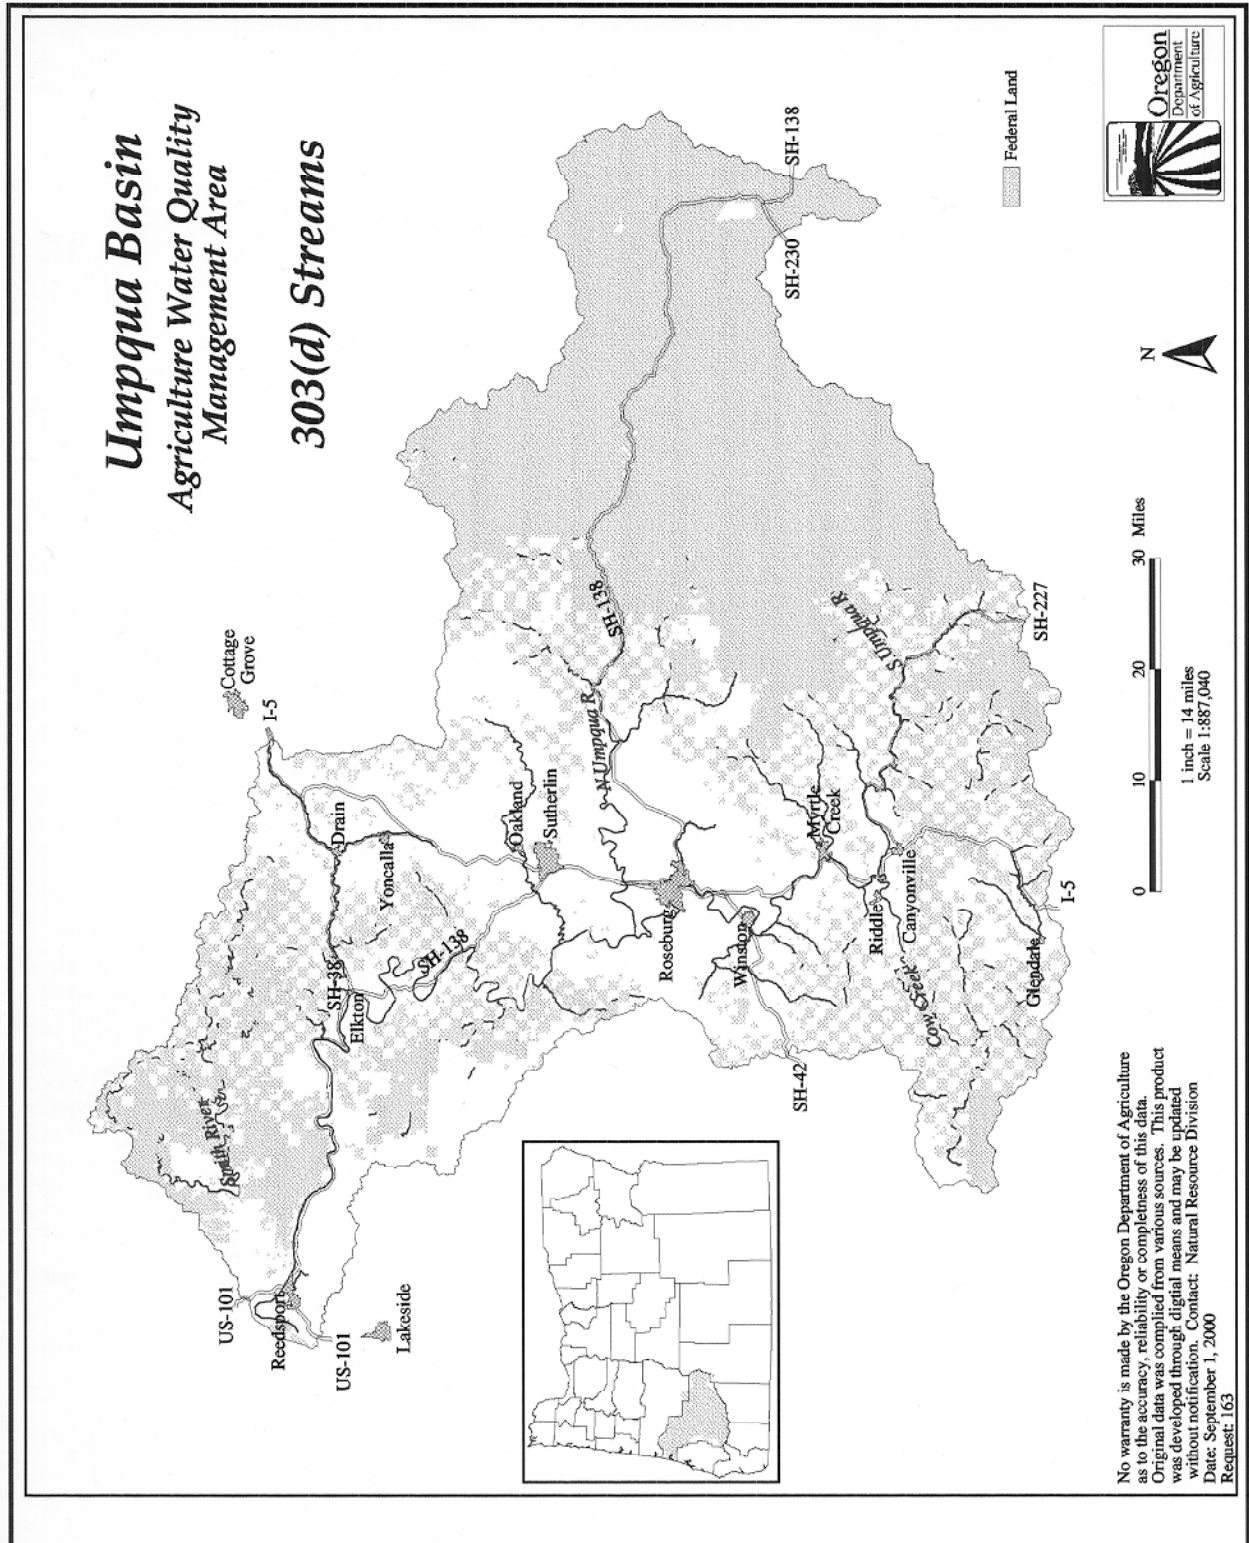 Umpqua Basin
Agriculture Water Quality
Management Area
303(d) Streams
Cottage
Grove
I-5
US-101
Reedsport
US-101
Lakeside
Smith River
SH-38
Elkton
Drain
Yoncalla
SH-138
Oakland
Sutherlin
N Umpqua R
SH-138
SH-138
SH-230
Roseburg
Winston
SH-42
Myrtle
Creek
S Umpqua R
Riddle
Canyonville
Cow Creek
Glendale
I-5
SH-227
Federal Land
Oregon
Department
of Agriculture
N
0 10 20 30 Miles
1 inch = 14 miles
Scale 1:887,040
No warranty is made by the Oregon Department of Agriculture
as to the accuracy, reliability or completness of this data.
Original data was complied from various sources. This product
was developed through digtial means and may be updated
without notification. Contact: Natural Resource Division
Date: September 1, 2000
Request: 163